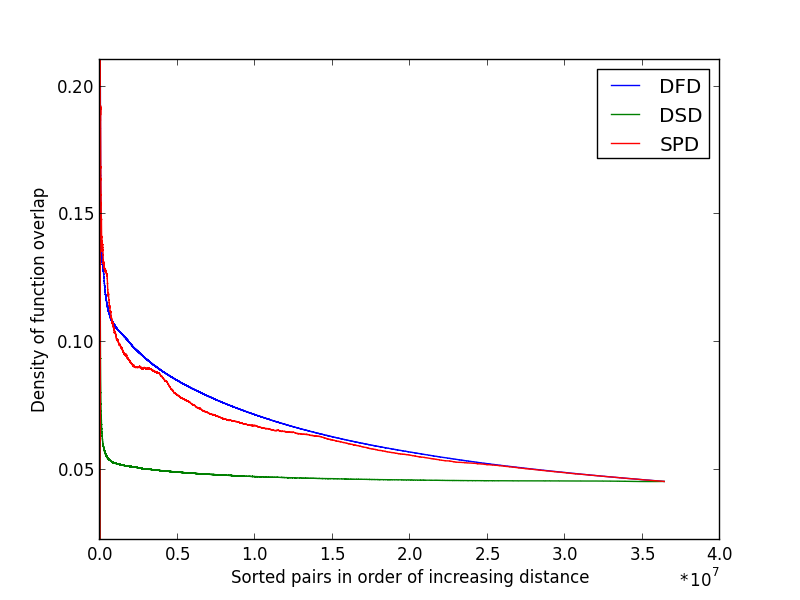 DFD
DSD
SPD
Density of function overlap
0.20
0.15
0.10
0.05
0.0 0.5 1.0 1.5 2.0 2.5 3.0 3.5 4.0
Sorted pairs in order of increasing distance
*10^7